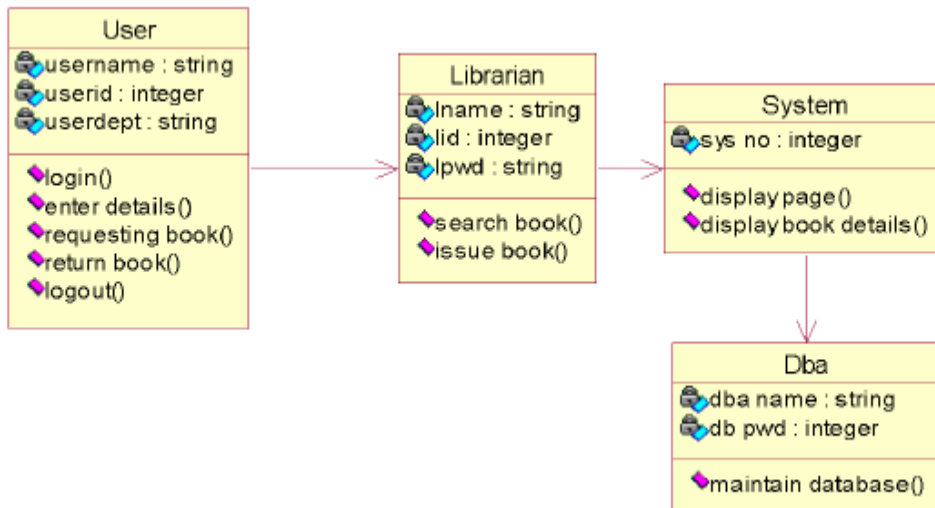 User
username : string
userid : integer
userdept : string
login()
enter details()
requesting book()
return book()
logout()
Librarian
lname : string
lid : integer
lpwd : string
search book()
issue book()
System
sys no : integer
display page()
display book details()
Dba
dba name : string
db pwd : integer
maintain database()